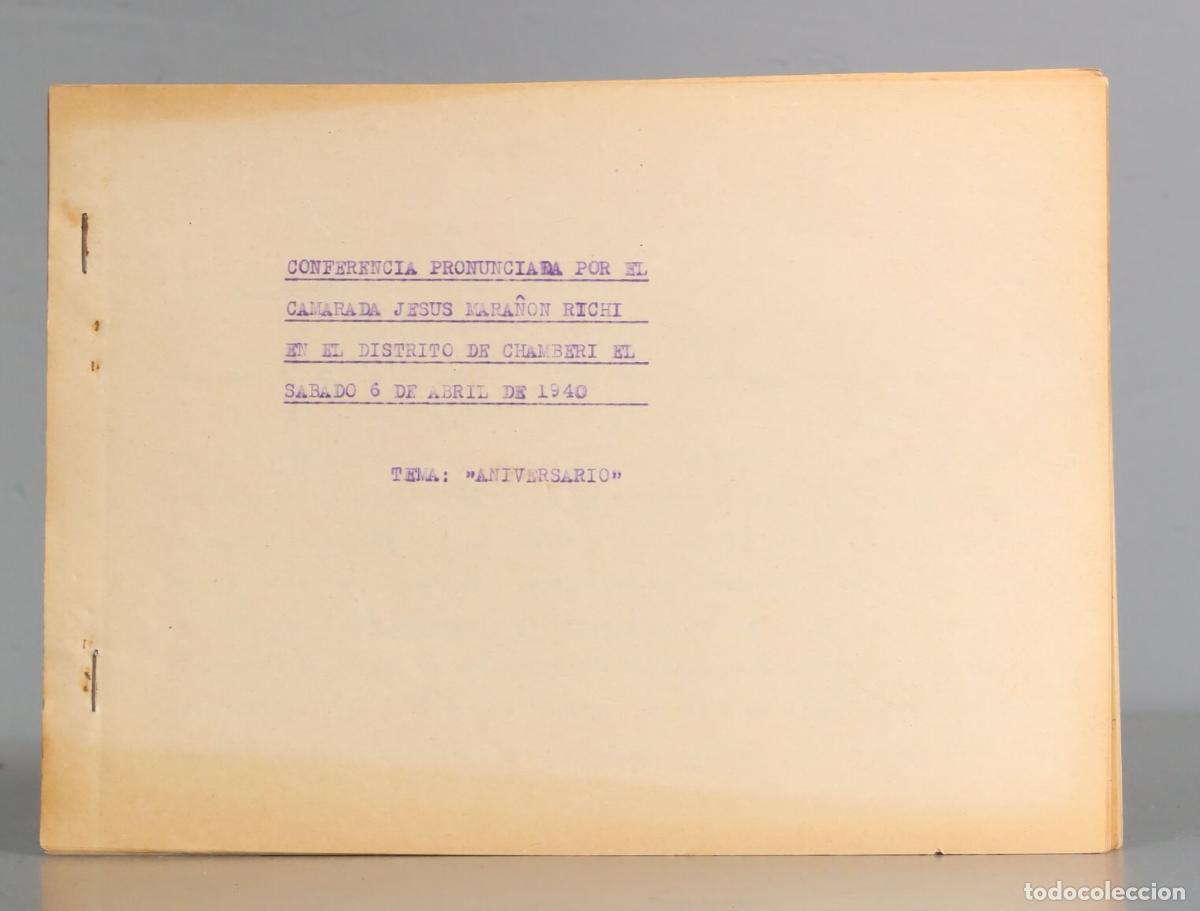 CONFERENCIA PRONUNCIADA POR EL
CAMARADA JESUS MARAÑON RICHI
EN EL DISTRITO DE CHAMBERI EL
SABADO 6 DE ABRIL DE 1940
TEMA: "ANIVERSARIO"
todocoleccion